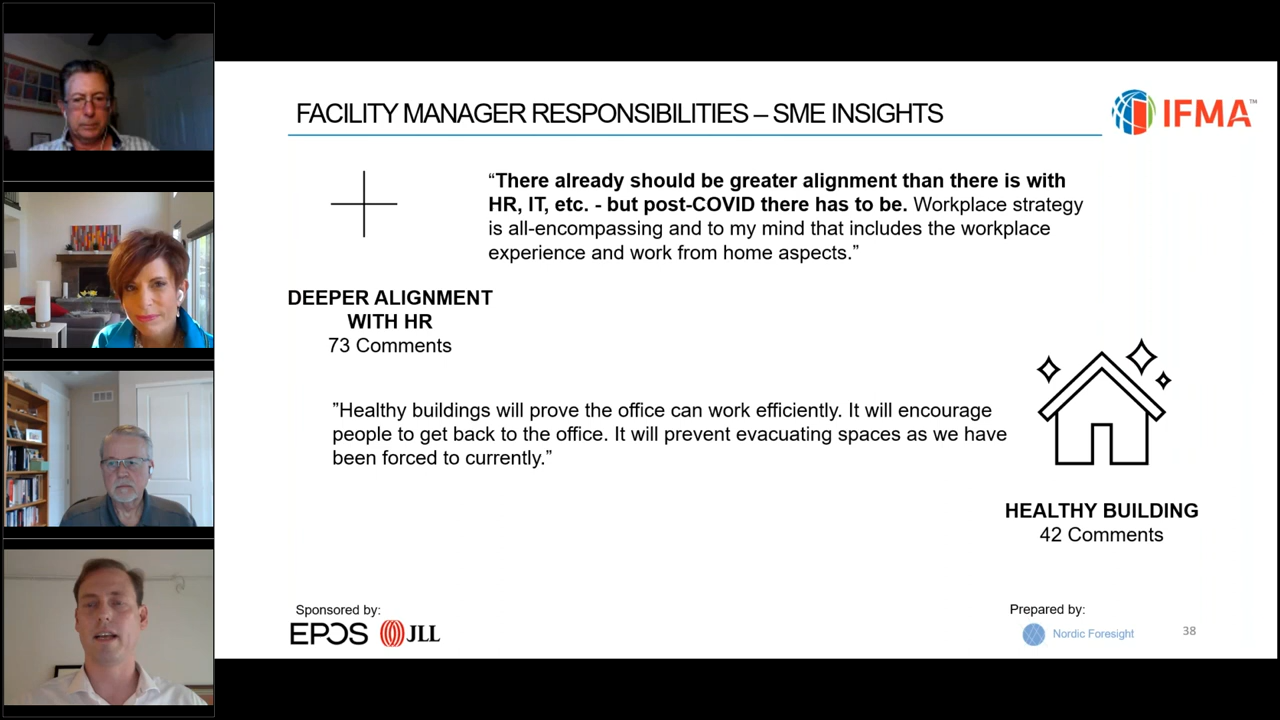 FACILITY MANAGER RESPONSIBILITIES – SME INSIGHTS
IFMA™
“There already should be greater alignment than there is with
HR, IT, etc. - but post-COVID there has to be. Workplace strategy
is all-encompassing and to my mind that includes the workplace
experience and work from home aspects.”
DEEPER ALIGNMENT
WITH HR
73 Comments
”Healthy buildings will prove the office can work efficiently. It will encourage
people to get back to the office. It will prevent evacuating spaces as we have
been forced to currently.”
HEALTHY BUILDING
42 Comments
Sponsored by:
EPOS JLL
Prepared by:
Nordic Foresight
38